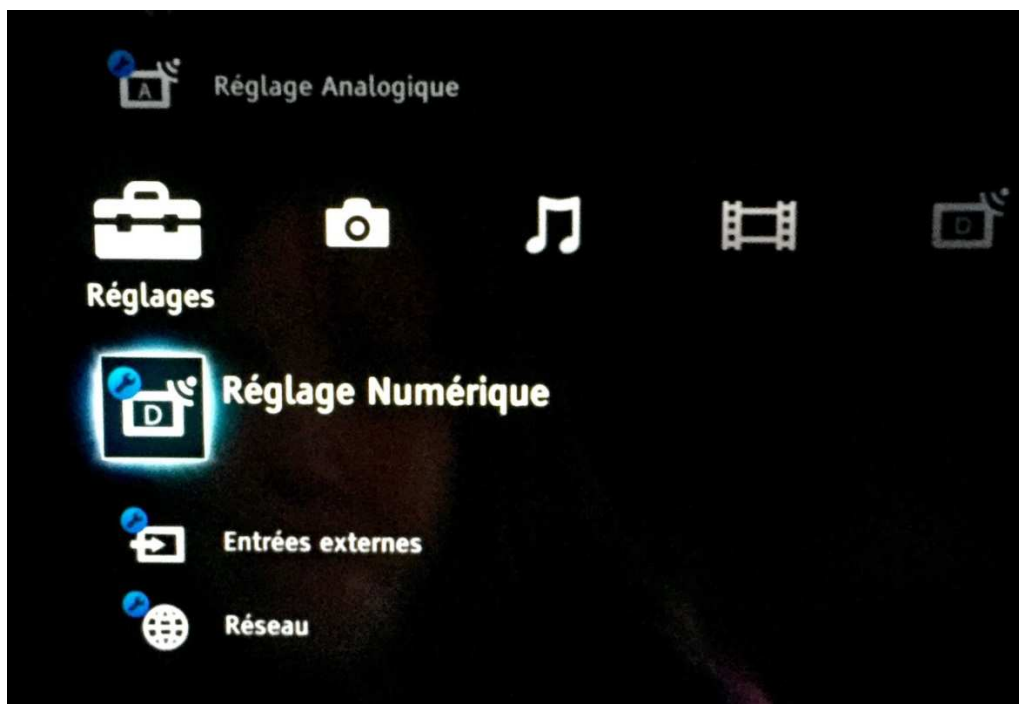 A
Réglage Analogique
D
Réglages
D
Réglage Numérique
Entrées externes
Réseau